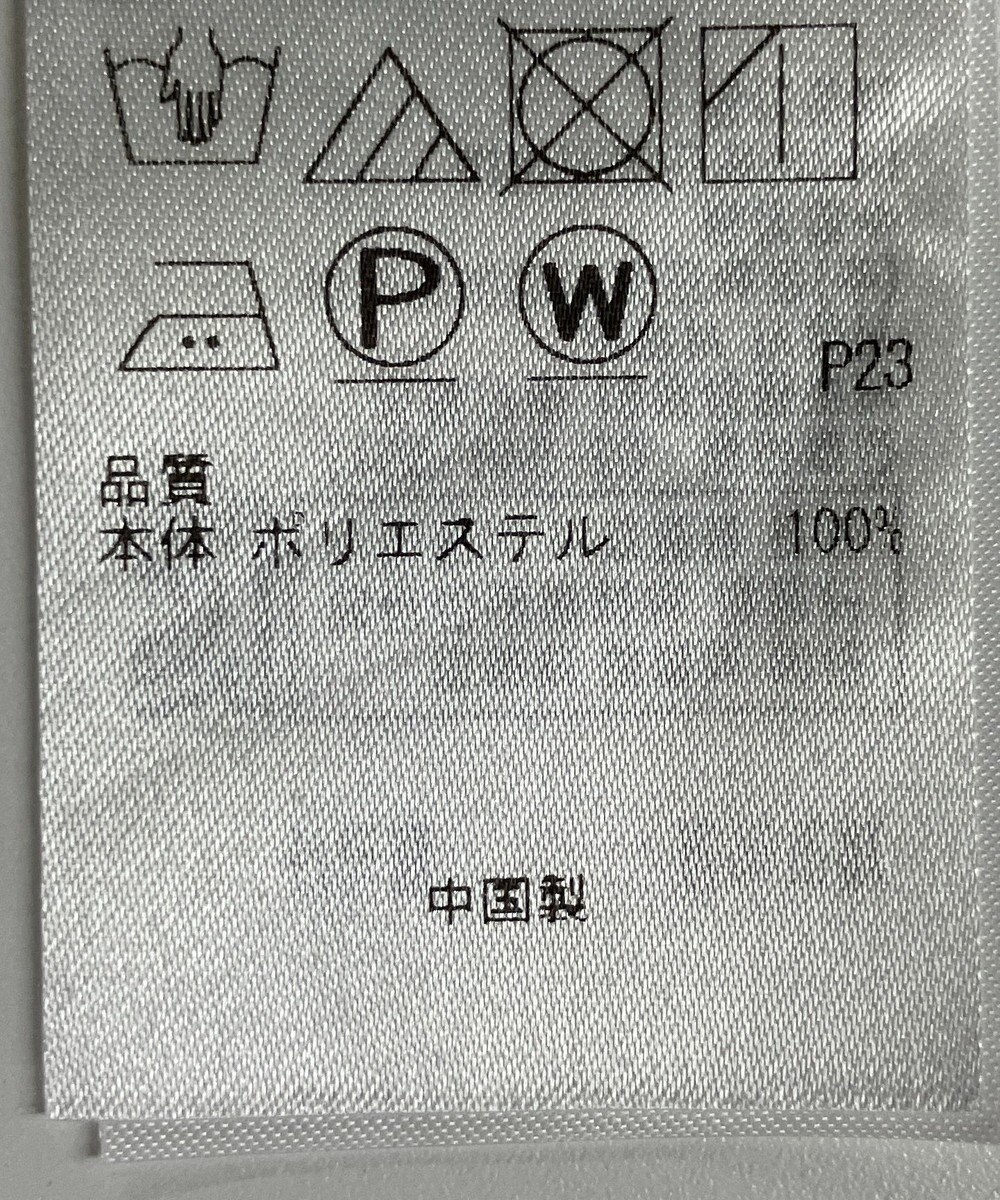 P
W
P23
品質
本体 ポリエステル 100%
中国製